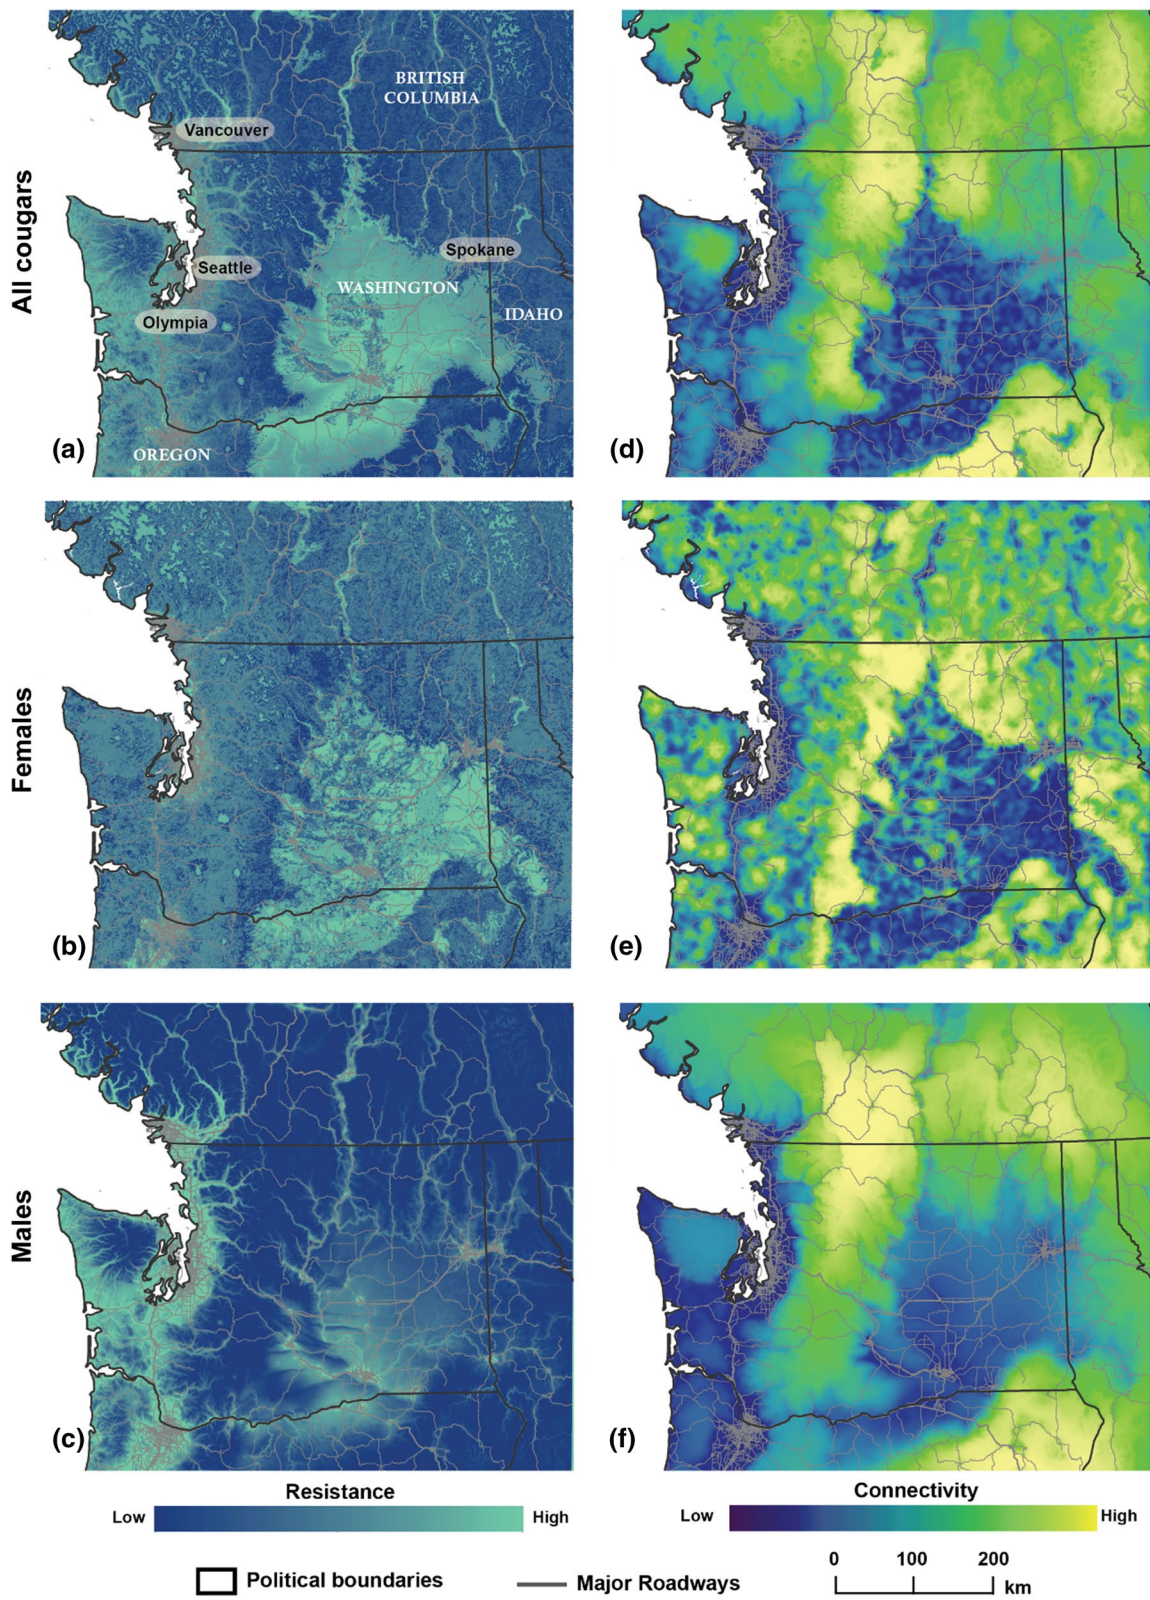 All cougars
BRITISH
COLUMBIA
Vancouver
Seattle
Spokane
WASHINGTON
IDAHO
Olympia
OREGON
(a)
(d)
Females
(b)
(e)
Males
(c)
(f)
Resistance
Low
High
Connectivity
Low
High
Political boundaries
Major Roadways
0 100 200
km